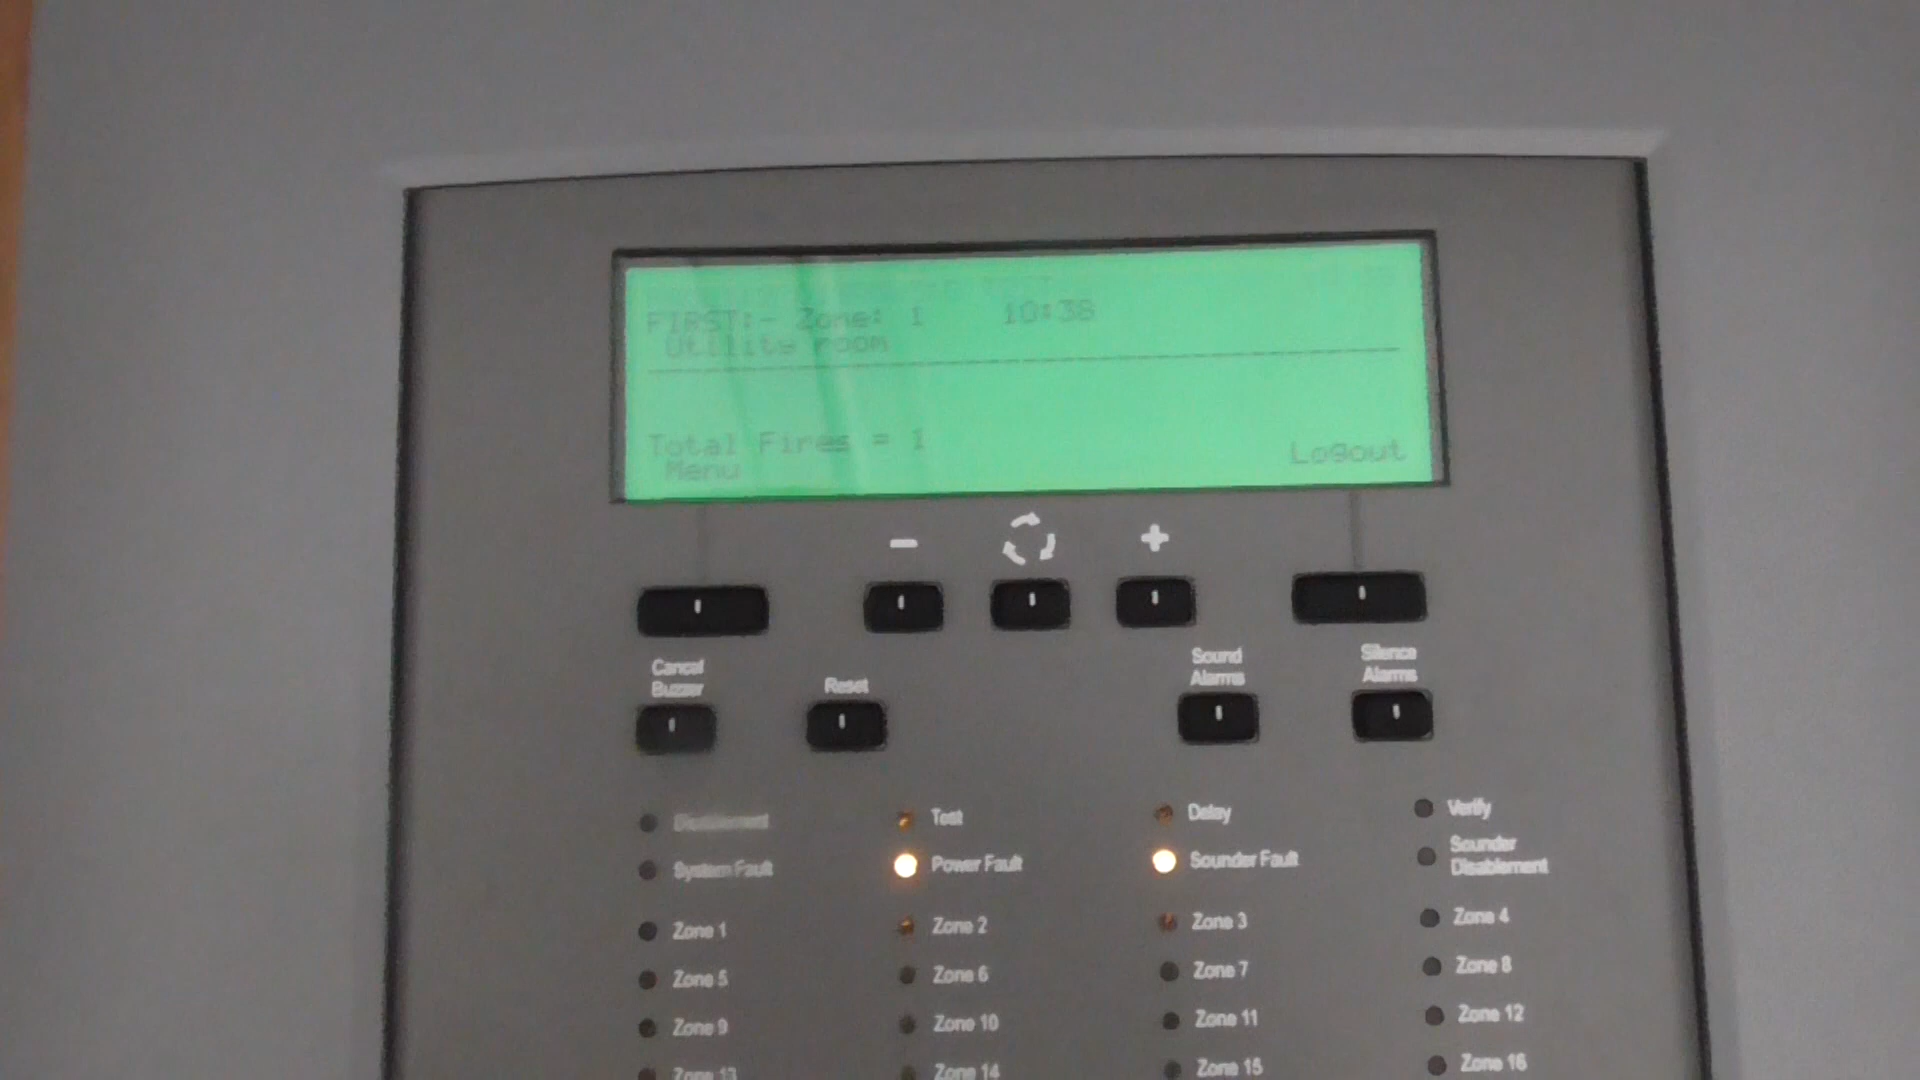 FIRST:- Zone: 1 10:38
Utility room
Total Fires = 1
Menu Logout
- +
Cancel Buzzer
Reset
Sound Alarms
Silence Alarms
Disablement Test Delay Verify
System Fault Power Fault Sounder Fault Sounder Disablement
Zone 1 Zone 2 Zone 3 Zone 4
Zone 5 Zone 6 Zone 7 Zone 8
Zone 9 Zone 10 Zone 11 Zone 12
Zone 13 Zone 14 Zone 15 Zone 16